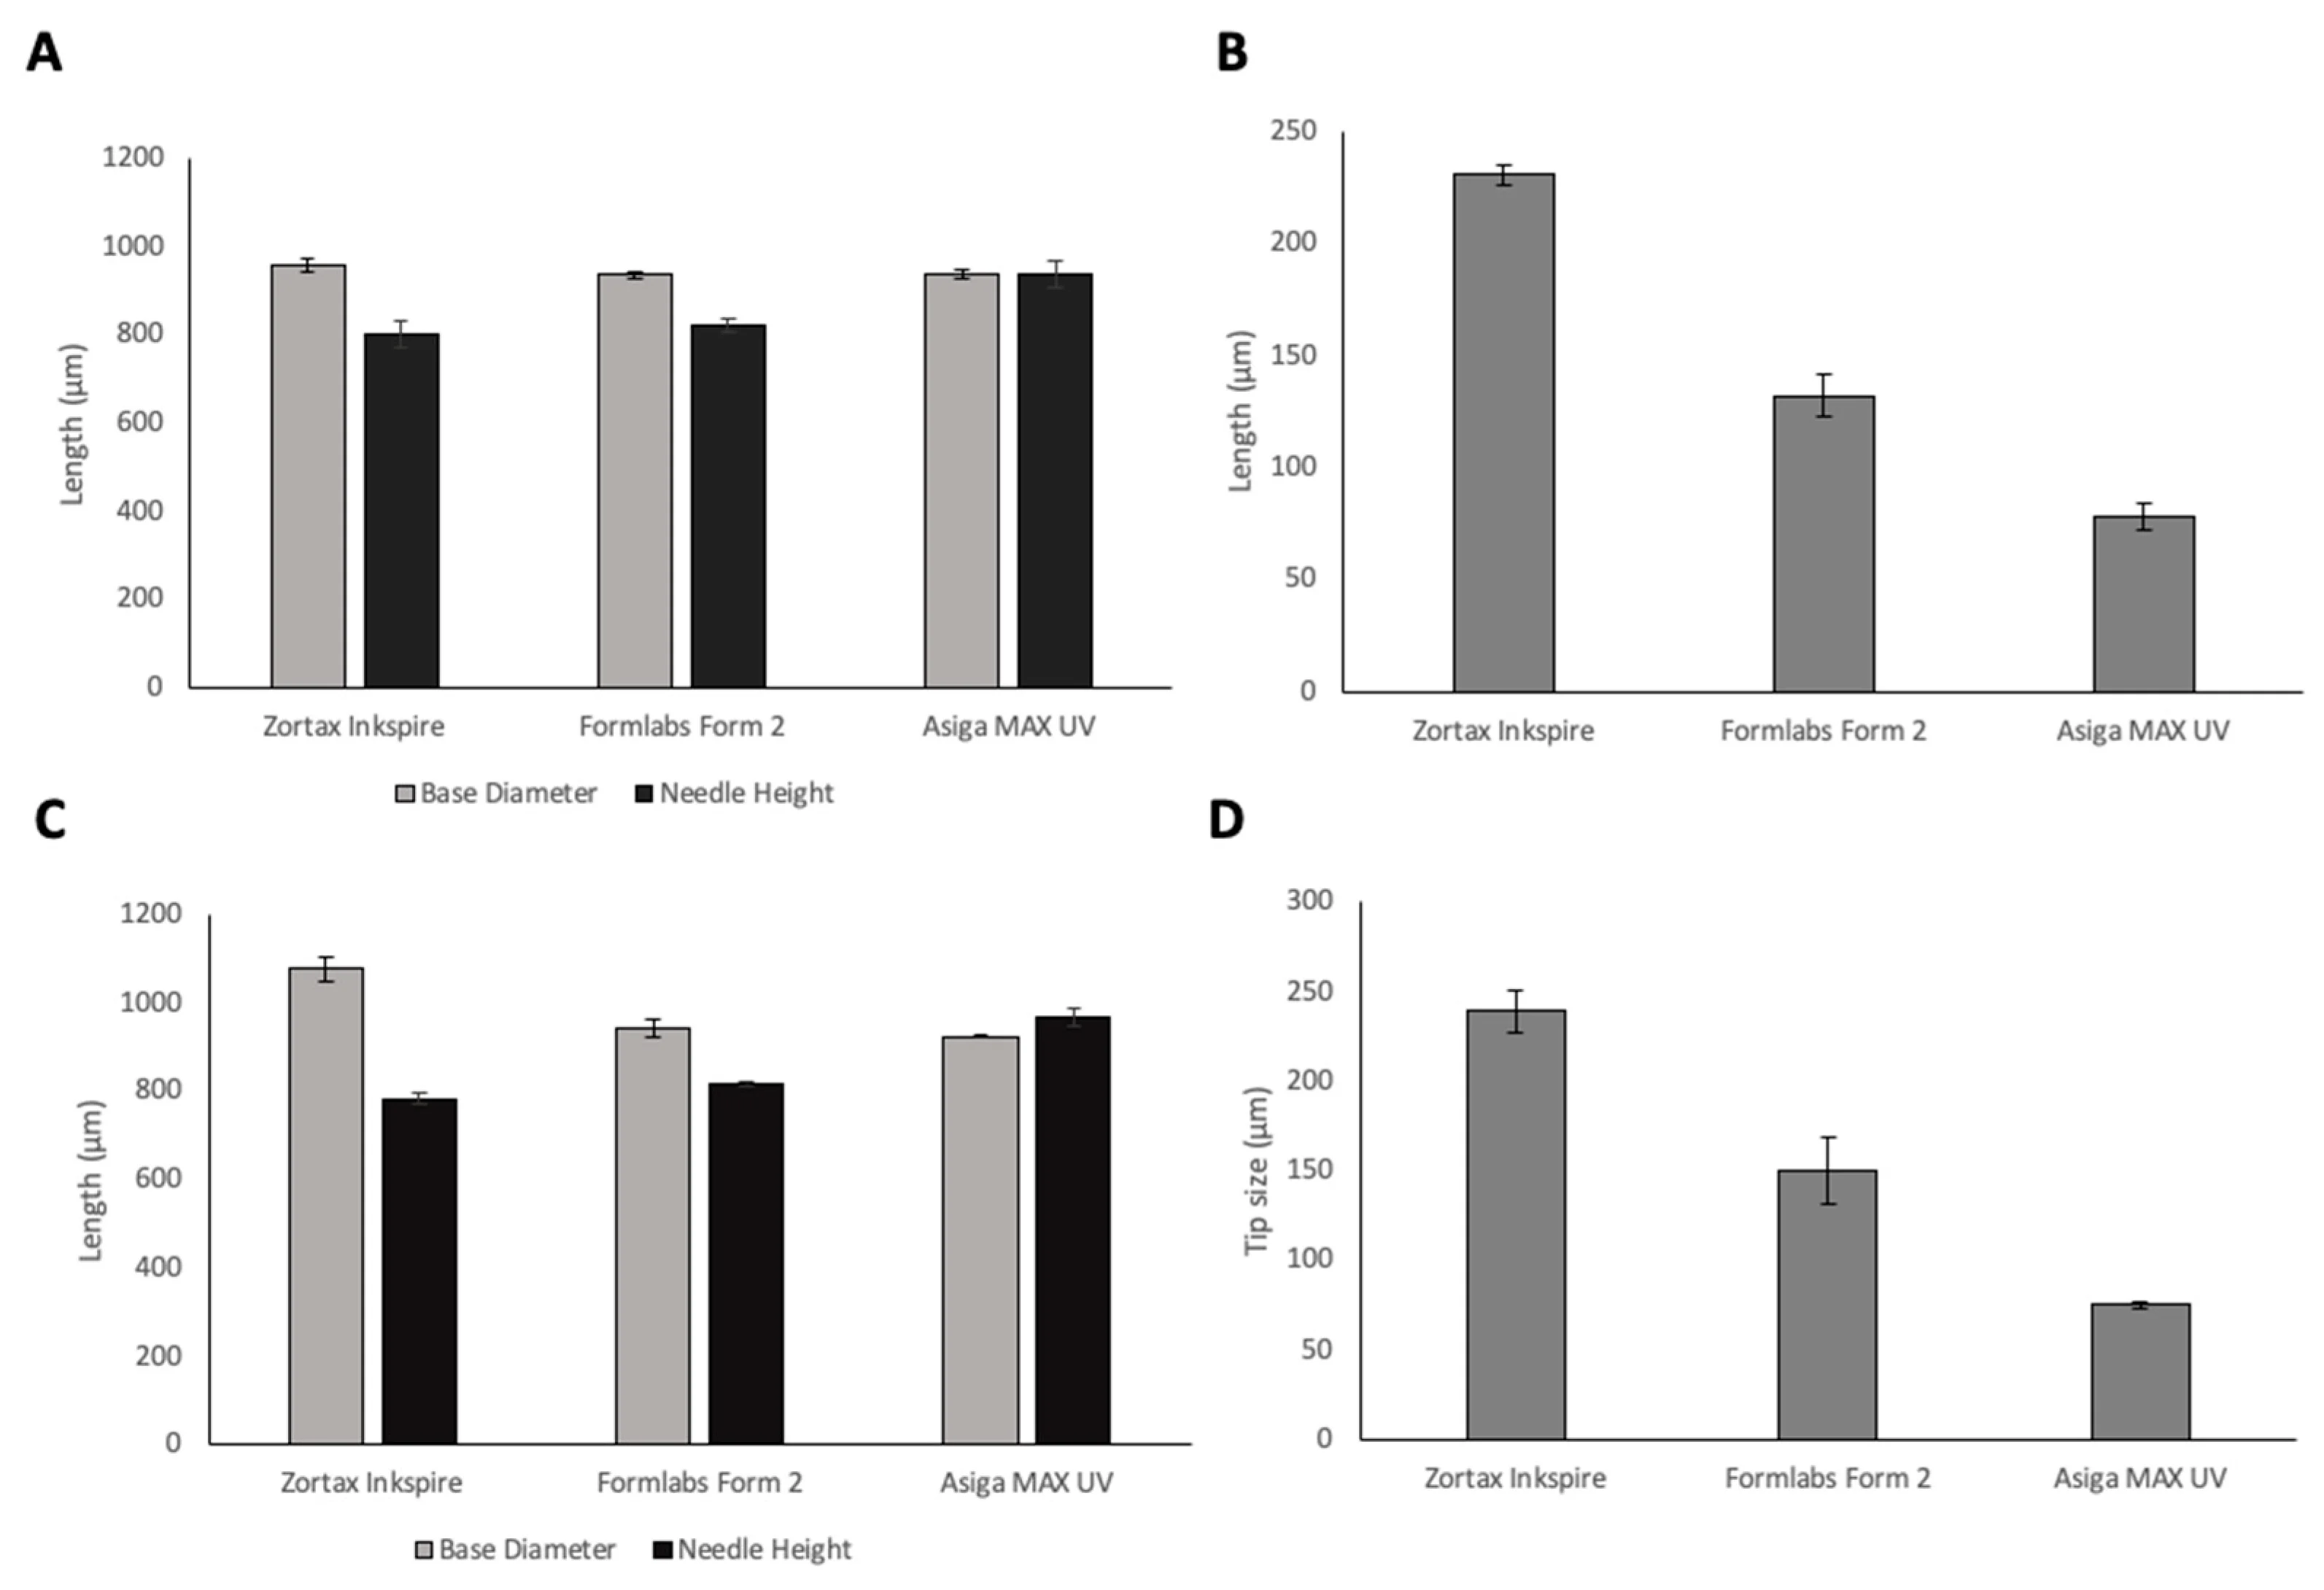 A
1200
1000
800
600
400
200
0
Length (µm)
Zortax Inkspire
Formlabs Form 2
Asiga MAX UV
Base Diameter
Needle Height
B
250
200
150
100
50
0
Length (µm)
Zortax Inkspire
Formlabs Form 2
Asiga MAX UV
C
1200
1000
800
600
400
200
0
Length (µm)
Zortax Inkspire
Formlabs Form 2
Asiga MAX UV
Base Diameter
Needle Height
D
300
250
200
150
100
50
0
Tip size (µm)
Zortax Inkspire
Formlabs Form 2
Asiga MAX UV